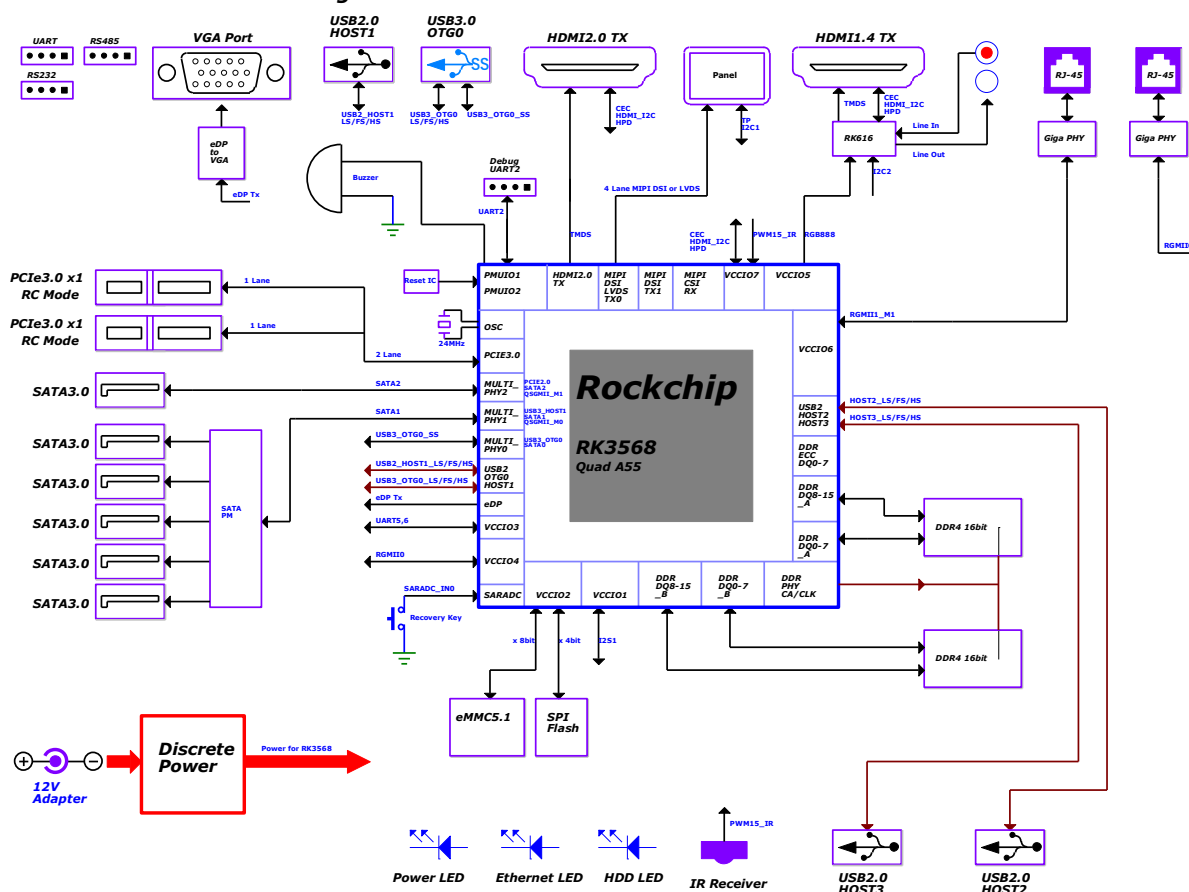 UART
RS485
RS232
VGA Port
USB2.0
HOST1
USB3.0
OTG0
HDMI2.0 TX
HDMI1.4 TX
SS
Panel
RJ-45
RJ-45
USB2_HOST1
LS/FS/HS
USB3_OTG0
LS/FS/HS
USB3_OTG0_SS
CEC
HDMI_I2C
HPD
TP
I2C1
TMDS
CEC
HDMI_I2C
HPD
Line In
Line Out
RK616
Giga PHY
Giga PHY
eDP
to
VGA
eDP Tx
Buzzer
Debug
UART2
UART2
4 Lane MIPI DSI or LVDS
I2C2
TMDS
CEC
HDMI_I2C
HPD
PWM15_IR
RGB888
RGMII0
PCIe3.0 x1
RC Mode
1 Lane
PCIe3.0 x1
RC Mode
1 Lane
2 Lane
Reset IC
24MHz
PMUIO1
PMUIO2
HDMI2.0
TX
MIPI
DSI
LVDS
TX0
MIPI
DSI
TX1
MIPI
CSI
RX
VCCIO7
VCCIO5
OSC
PCIE3.0
MULTI_
PHY2
PCIE2.0
SATA2
QSGMII_M1
MULTI_
PHY1
USB3_HOST1
SATA1
QSGMII_M0
MULTI_
PHY0
USB3_OTG0
SATA0
USB2
OTG0
HOST1
eDP
VCCIO3
VCCIO4
SARADC
VCCIO2
VCCIO1
DDR
DQ8-15
_B
DDR
DQ0-7
_B
DDR
PHY
CA/CLK
VCCIO6
USB2
HOST2
HOST3
DDR
ECC
DQ0-7
DDR
DQ8-15
_A
DDR
DQ0-7
_A
Rockchip
RK3568
Quad A55
RGMII1_M1
HOST2_LS/FS/HS
HOST3_LS/FS/HS
SATA3.0
SATA2
SATA3.0
SATA3.0
SATA3.0
SATA3.0
SATA3.0
SATA
PM
SATA1
USB3_OTG0_SS
USB2_HOST1_LS/FS/HS
USB3_OTG0_LS/FS/HS
eDP Tx
UART5,6
RGMII0
SARADC_IN0
Recovery Key
DDR4 16bit
DDR4 16bit
x 8bit
x 4bit
I2S1
eMMC5.1
SPI
Flash
12V
Adapter
Discrete
Power
Power for RK3568
Power LED
Ethernet LED
HDD LED
PWM15_IR
IR Receiver
USB2.0
HOST3
USB2.0
HOST2